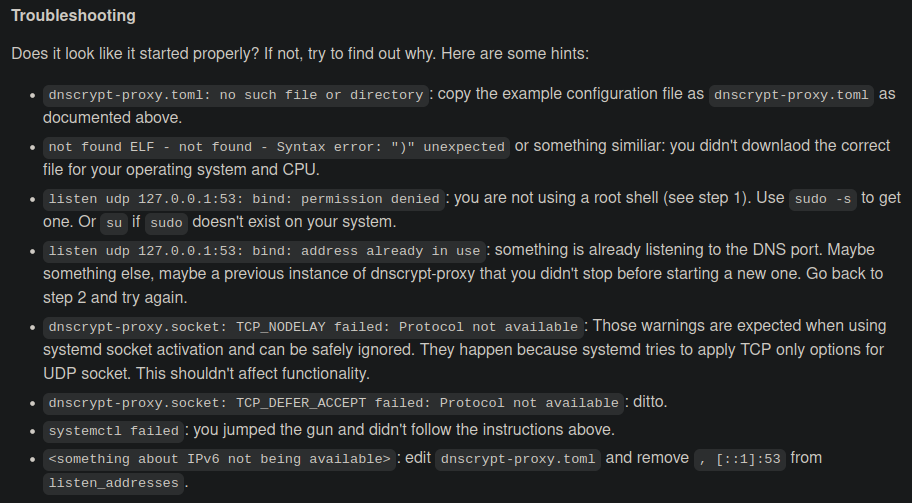 Troubleshooting
Does it look like it started properly? If not, try to find out why. Here are some hints:
• dnscrypt-proxy.toml: no such file or directory: copy the example configuration file as dnscrypt-proxy.toml as
documented above.
• not found ELF - not found - Syntax error: ")" unexpected or something similiar: you didn't downlaod the correct
file for your operating system and CPU.
• listen udp 127.0.0.1:53: bind: permission denied: you are not using a root shell (see step 1). Use sudo -s to get
one. Or su if sudo doesn't exist on your system.
• listen udp 127.0.0.1:53: bind: address already in use: something is already listening to the DNS port. Maybe
something else, maybe a previous instance of dnscrypt-proxy that you didn't stop before starting a new one. Go back to
step 2 and try again.
• dnscrypt-proxy.socket: TCP_NODELAY failed: Protocol not available: Those warnings are expected when using
systemd socket activation and can be safely ignored. They happen because systemd tries to apply TCP only options for
UDP socket. This shouldn't affect functionality.
• dnscrypt-proxy.socket: TCP_DEFER_ACCEPT failed: Protocol not available: ditto.
• systemctl failed: you jumped the gun and didn't follow the instructions above.
• <something about IPv6 not being available>: edit dnscrypt-proxy.toml and remove , [::1]:53 from
listen_addresses.